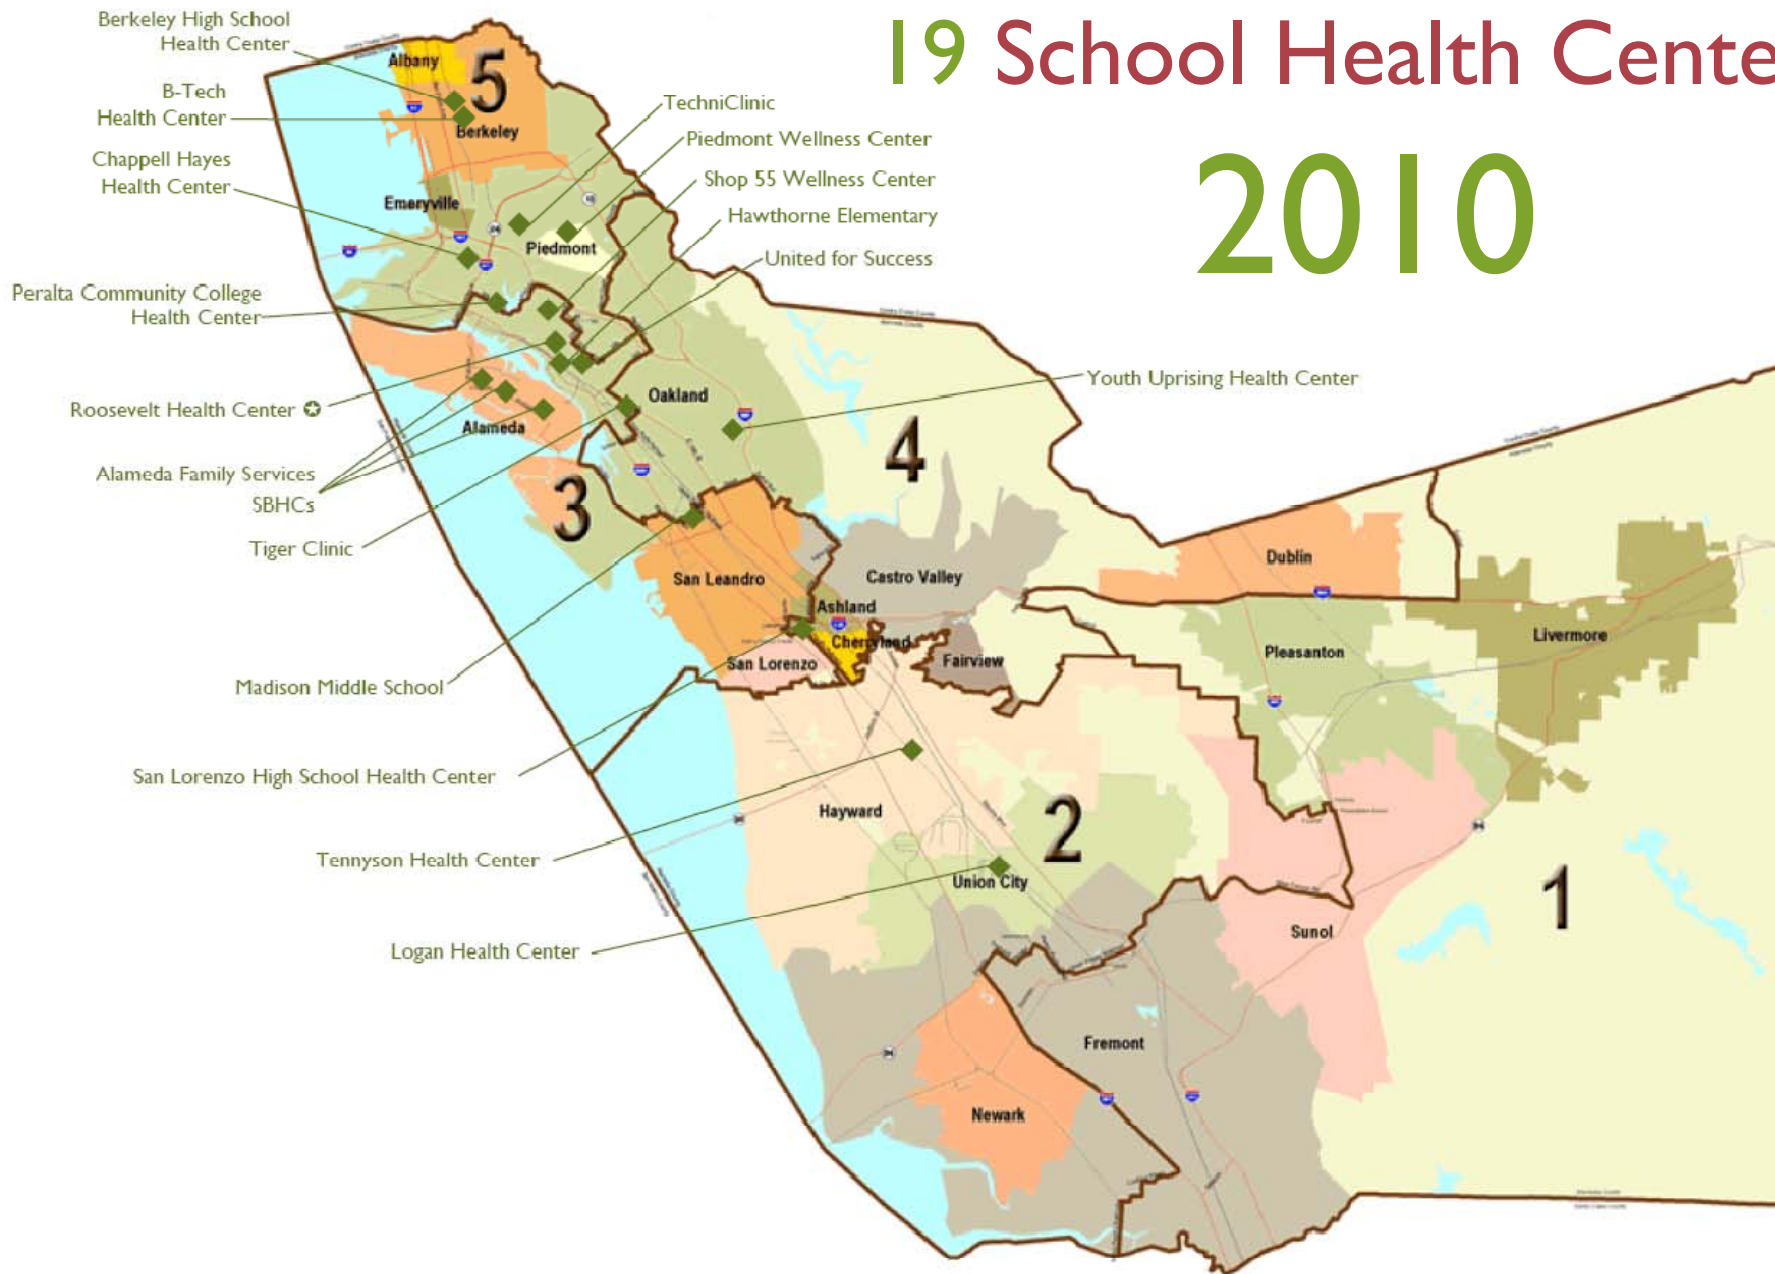 19 School Health Cente
2010
Berkeley High School
Health Center
B-Tech
Health Center
Chappell Hayes
Health Center
Peralta Community College
Health Center
Roosevelt Health Center
Alameda Family Services
SBHCs
Tiger Clinic
Madison Middle School
San Lorenzo High School Health Center
Tennyson Health Center
Logan Health Center
TechniClinic
Piedmont Wellness Center
Shop 55 Wellness Center
Hawthorne Elementary
United for Success
Youth Uprising Health Center
Albany
5
Berkeley
Emeryville
Piedmont
Oakland
Alameda
4
3
San Leandro
Castro Valley
Ashland
Cherryland
San Lorenzo
Fairview
Dublin
Livermore
Pleasanton
Hayward
2
Union City
1
Sunol
Fremont
Newark